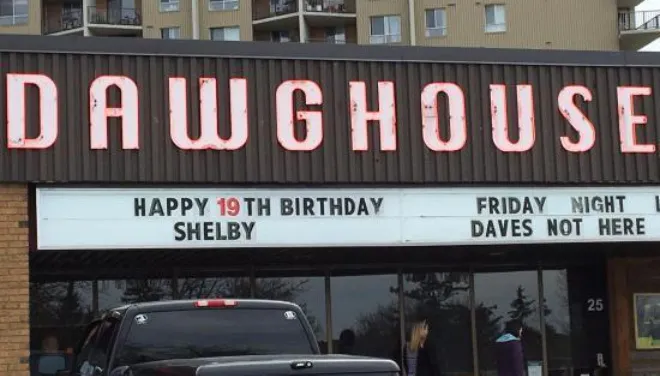 DAWGHOUSE
HAPPY 19TH BIRTHDAY
SHELBY
FRIDAY NIGHT L
DAVES NOT HERE
25